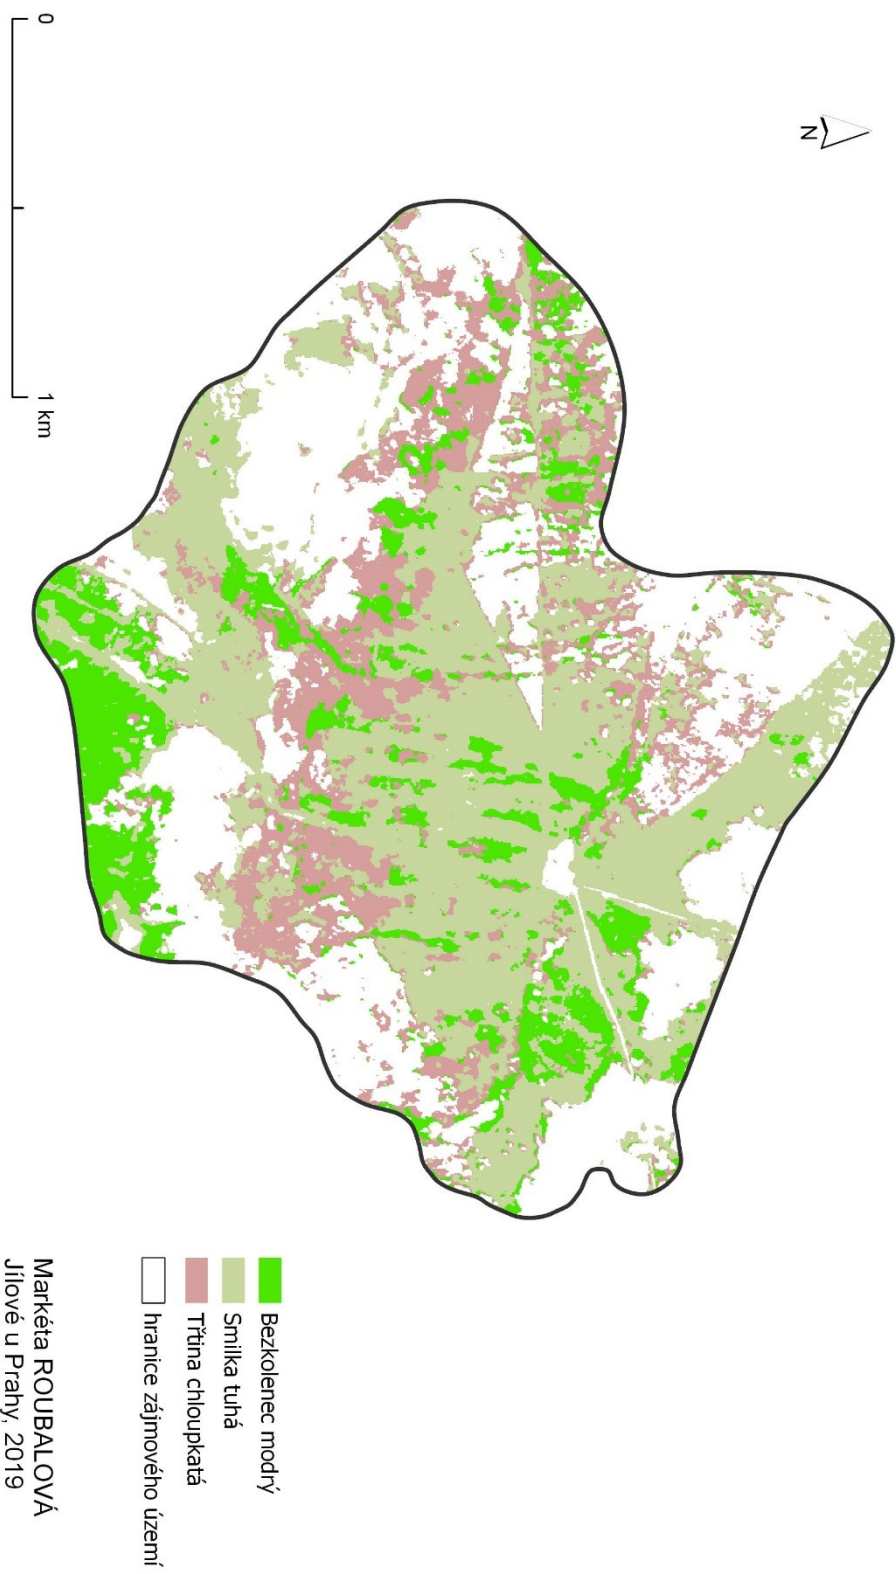 N
Bezkolenec modrý
Smilka tuhá
Třtina chloupkatá
hranice zájmového území
0
1 km
Markéta ROUBALOVÁ
Jílové u Prahy, 2019